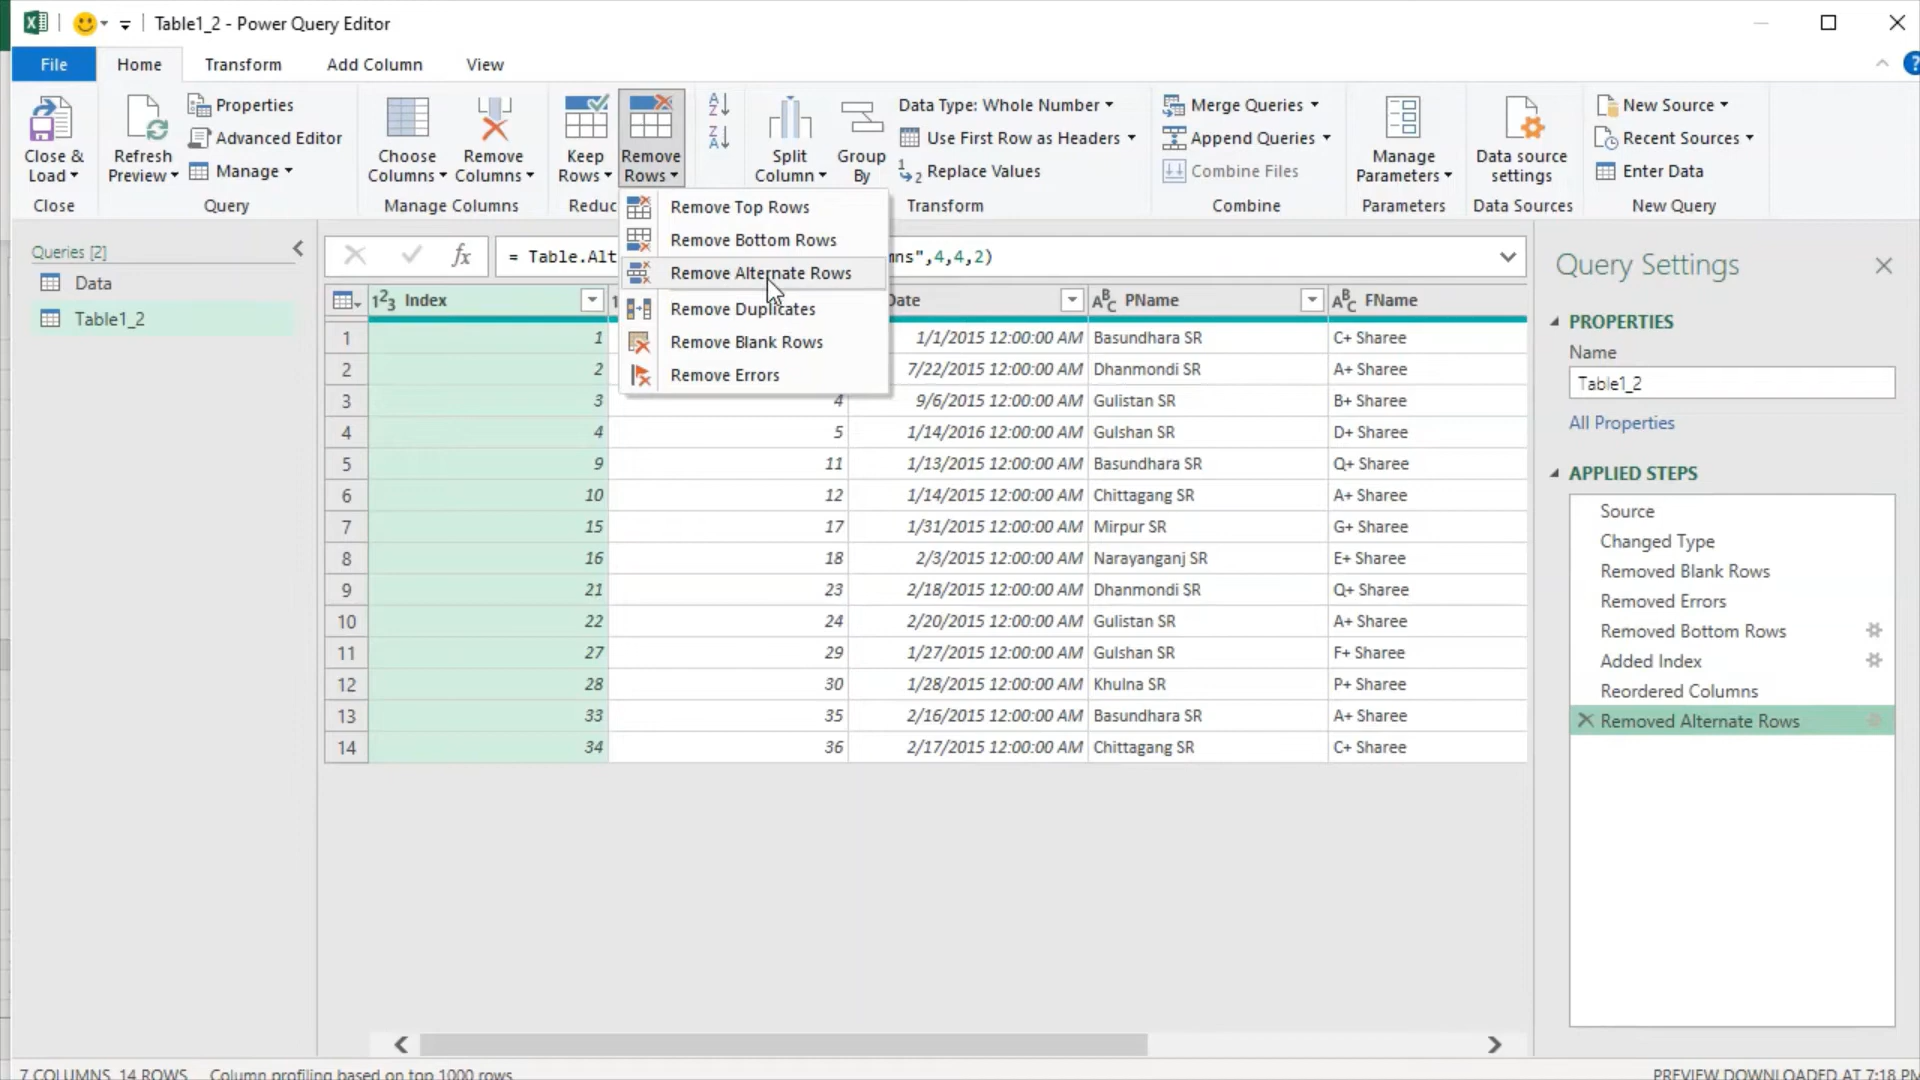 Table1_2 - Power Query Editor
File Home Transform Add Column View
Close & Load
Refresh Preview
Properties
Advanced Editor
Manage
Choose Columns
Remove Columns
Keep Rows
Remove Rows
A Z
Z A
Split Column
Group By
Data Type: Whole Number
Use First Row as Headers
1 2 Replace Values
Merge Queries
Append Queries
Combine Files
Manage Parameters
Data source settings
New Source
Recent Sources
Enter Data
Close Query Manage Columns Reduc Transform Combine Parameters Data Sources New Query
Remove Top Rows
Remove Bottom Rows
Remove Alternate Rows
Remove Duplicates
Remove Blank Rows
Remove Errors
Queries [2]
Data
Table1_2
fx = Table.Alt ns",4,4,2)
123 Index Date ABC PName ABC FName
1 1 1/1/2015 12:00:00 AM Basundhara SR C+ Sharee
2 2 7/22/2015 12:00:00 AM Dhanmondi SR A+ Sharee
3 3 4 9/6/2015 12:00:00 AM Gulistan SR B+ Sharee
4 4 5 1/14/2016 12:00:00 AM Gulshan SR D+ Sharee
5 9 11 1/13/2015 12:00:00 AM Basundhara SR Q+ Sharee
6 10 12 1/14/2015 12:00:00 AM Chittagang SR A+ Sharee
7 15 17 1/31/2015 12:00:00 AM Mirpur SR G+ Sharee
8 16 18 2/3/2015 12:00:00 AM Narayanganj SR E+ Sharee
9 21 23 2/18/2015 12:00:00 AM Dhanmondi SR Q+ Sharee
10 22 24 2/20/2015 12:00:00 AM Gulistan SR A+ Sharee
11 27 29 1/27/2015 12:00:00 AM Gulshan SR F+ Sharee
12 28 30 1/28/2015 12:00:00 AM Khulna SR P+ Sharee
13 33 35 2/16/2015 12:00:00 AM Basundhara SR A+ Sharee
14 34 36 2/17/2015 12:00:00 AM Chittagang SR C+ Sharee
Query Settings
PROPERTIES
Name
Table1_2
All Properties
APPLIED STEPS
Source
Changed Type
Removed Blank Rows
Removed Errors
Removed Bottom Rows
Added Index
Reordered Columns
Removed Alternate Rows
7 COLUMNS, 14 ROWS Column profiling based on top 1000 rows PREVIEW DOWNLOADED AT 7:18 PM